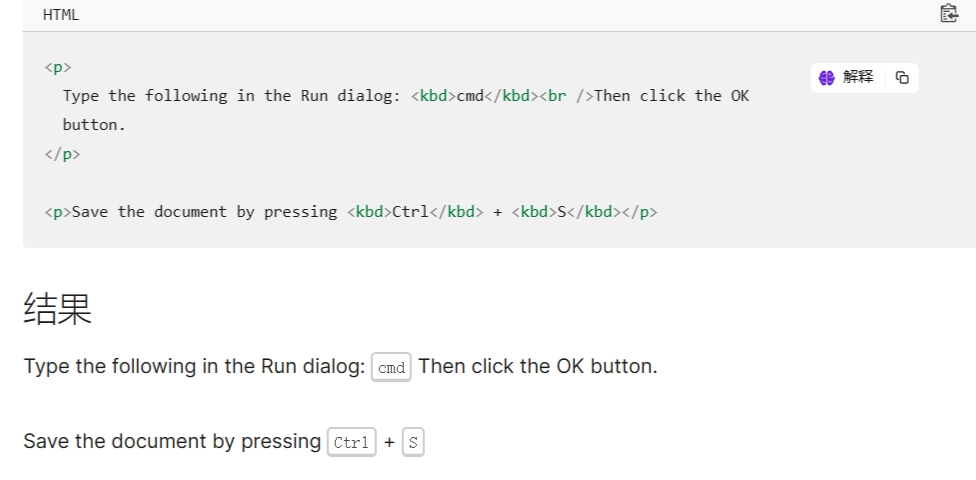 HTML
解释
<p>
Type the following in the Run dialog: <kbd>cmd</kbd><br />Then click the OK
button.
</p>
<p>Save the document by pressing <kbd>Ctrl</kbd> + <kbd>S</kbd></p>
结果
Type the following in the Run dialog: cmd Then click the OK button.
Save the document by pressing Ctrl + S